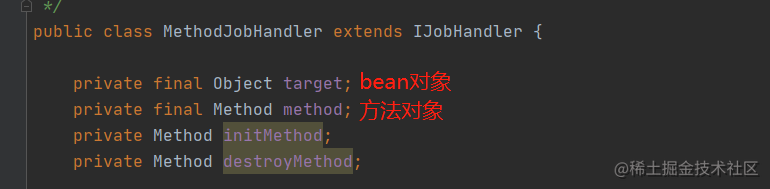 */
public class MethodJobHandler extends IJobHandler {
private final Object target; bean对象
private final Method method; 方法对象
private Method initMethod;
private Method destroyMethod;
@稀土掘金技术社区